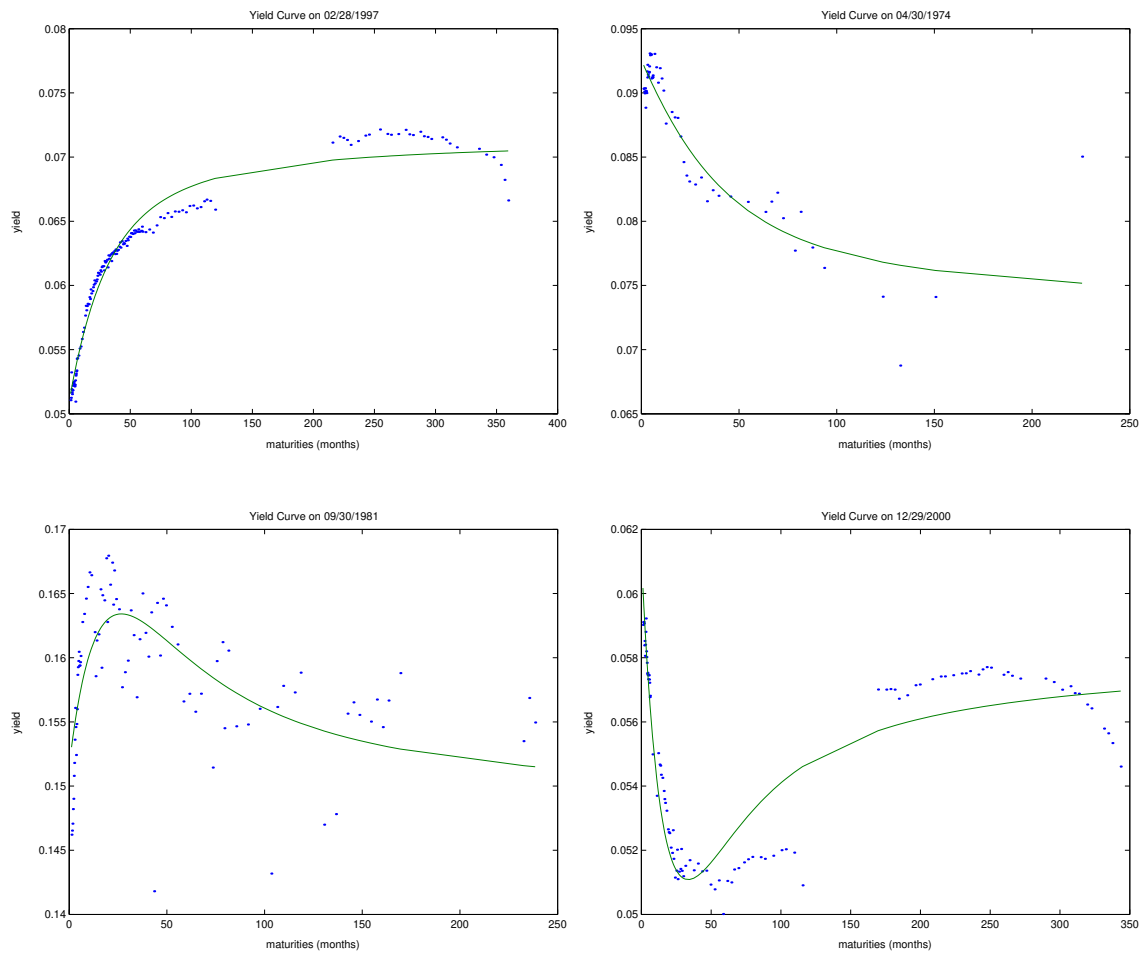 Yield Curve on 02/28/1997
0.08
0.075
0.07
0.065
0.06
0.055
0.05
yield
0 50 100 150 200 250 300 350 400
maturities (months)
Yield Curve on 04/30/1974
0.095
0.09
0.085
0.08
0.075
0.07
0.065
yield
0 50 100 150 200 250
maturities (months)
Yield Curve on 09/30/1981
0.17
0.165
0.16
0.155
0.15
0.145
0.14
yield
0 50 100 150 200 250
maturities (months)
Yield Curve on 12/29/2000
0.062
0.06
0.058
0.056
0.054
0.052
0.05
yield
0 50 100 150 200 250 300 350
maturities (months)